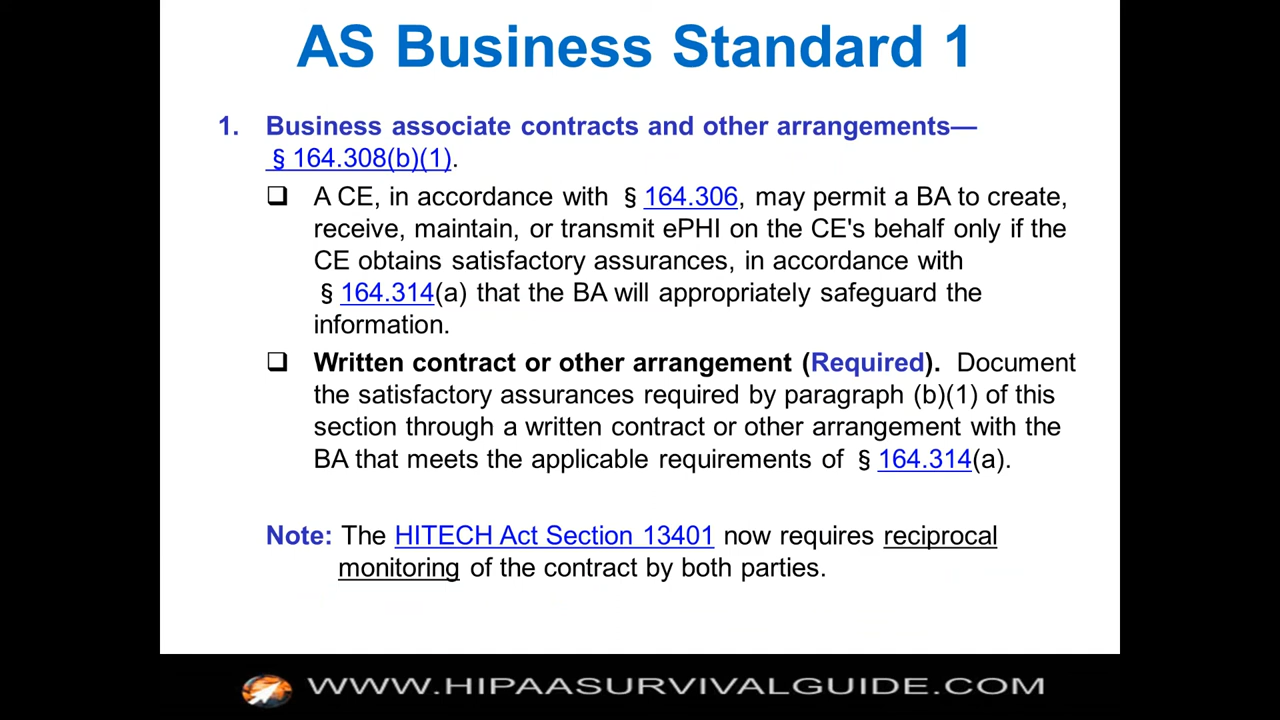 AS Business Standard 1
1. Business associate contracts and other arrangements—
§ 164.308(b)(1).
❑ A CE, in accordance with § 164.306, may permit a BA to create,
receive, maintain, or transmit ePHI on the CE's behalf only if the
CE obtains satisfactory assurances, in accordance with
§ 164.314(a) that the BA will appropriately safeguard the
information.
❑ Written contract or other arrangement (Required). Document
the satisfactory assurances required by paragraph (b)(1) of this
section through a written contract or other arrangement with the
BA that meets the applicable requirements of § 164.314(a).
Note: The HITECH Act Section 13401 now requires reciprocal
monitoring of the contract by both parties.
WWW.HIPAASURVIVALGUIDE.COM